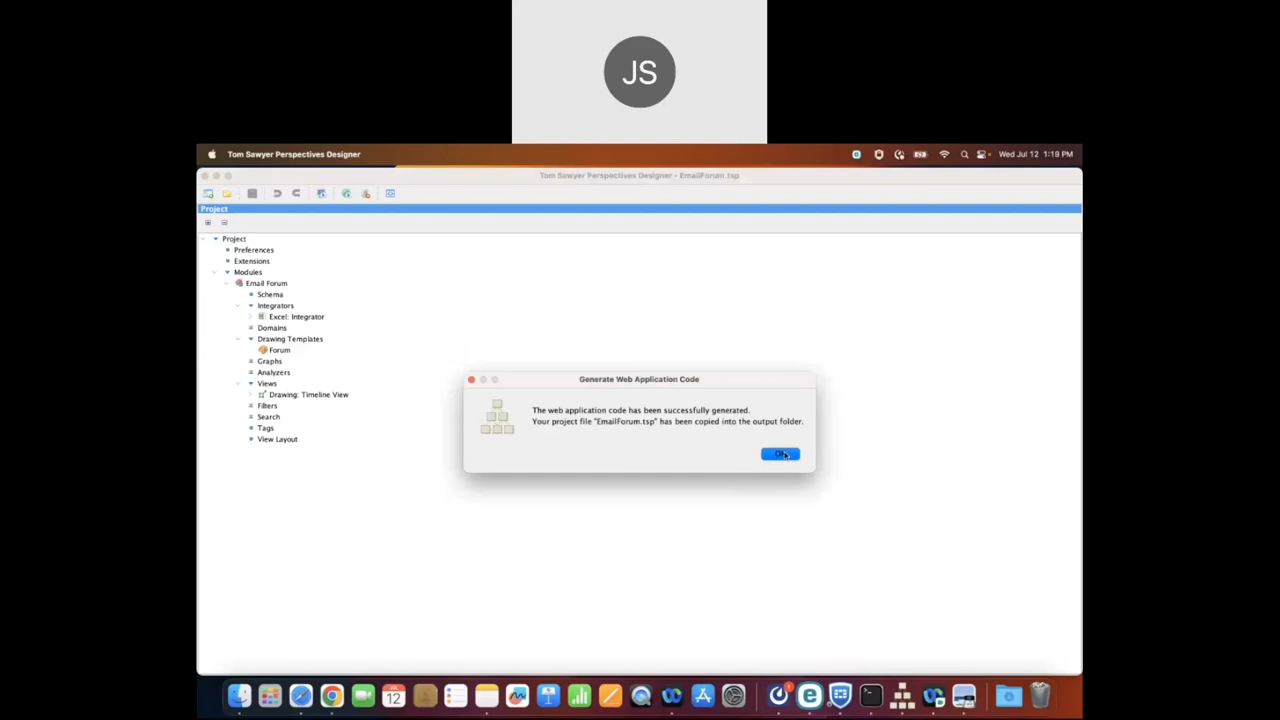 JS
Tom Sawyer Perspectives Designer
Wed Jul 12 1:19 PM
Tom Sawyer Perspectives Designer - EmailForum.tsp
Project
Project
Preferences
Extensions
Modules
Email Forum
Schema
Integrators
Excel: Integrator
Domains
Drawing Templates
Forum
Graphs
Analyzers
Views
Drawing: Timeline View
Filters
Search
Tags
View Layout
Generate Web Application Code
The web application code has been successfully generated.
Your project file "EmailForum.tsp" has been copied into the output folder.
JUL
12